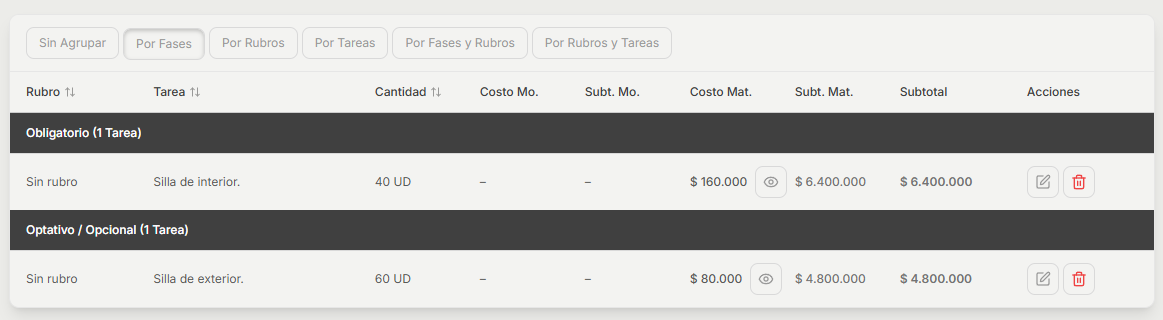 Sin Agrupar Por Fases Por Rubros Por Tareas Por Fases y Rubros Por Rubros y Tareas
Rubro Tarea Cantidad Costo Mo. Subt. Mo. Costo Mat. Subt. Mat. Subtotal Acciones
Obligatorio (1 Tarea)
Sin rubro Silla de interior. 40 UD – – $ 160.000 $ 6.400.000 $ 6.400.000
Optativo / Opcional (1 Tarea)
Sin rubro Silla de exterior. 60 UD – – $ 80.000 $ 4.800.000 $ 4.800.000